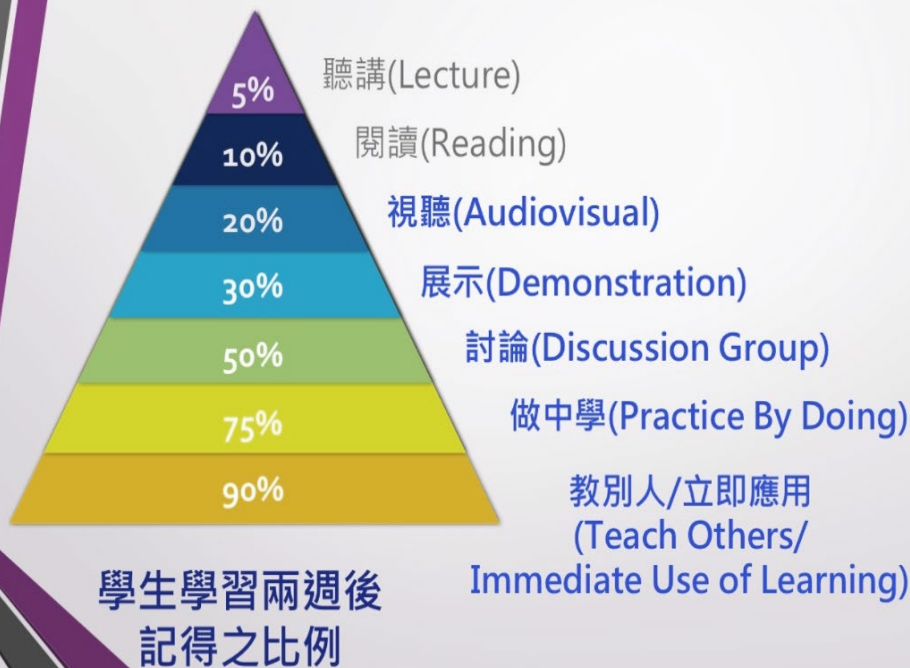 5%
聽講(Lecture)
10%
閱讀(Reading)
20%
視聽(Audiovisual)
30%
展示(Demonstration)
50%
討論(Discussion Group)
75%
做中學(Practice By Doing)
90%
教別人/立即應用
(Teach Others/
Immediate Use of Learning)
學生學習兩週後
記得之比例